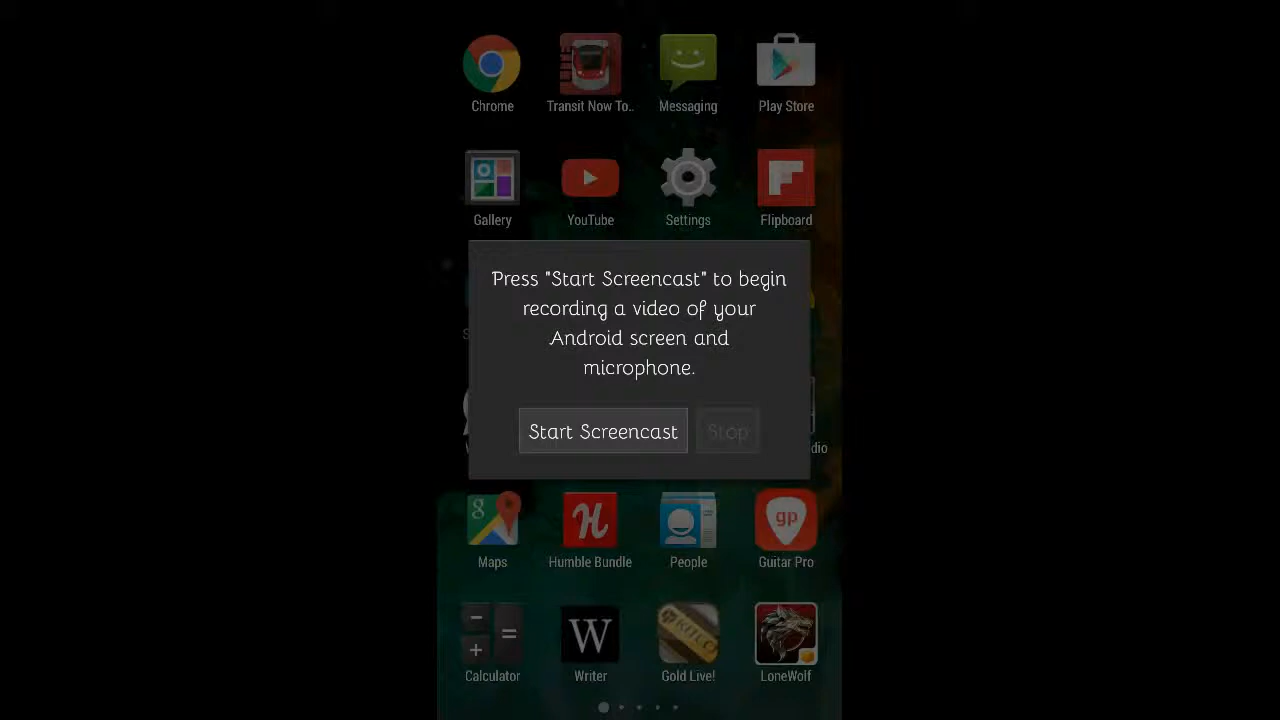 Chrome
Transit Now To..
Messaging
Play Store
Gallery
YouTube
Settings
Flipboard
Press "Start Screencast" to begin
recording a video of your
Android screen and
microphone.
Start Screencast
Stop
dio
Maps
Humble Bundle
People
gp
Guitar Pro
Calculator
W
Writer
Gold Live!
LoneWolf